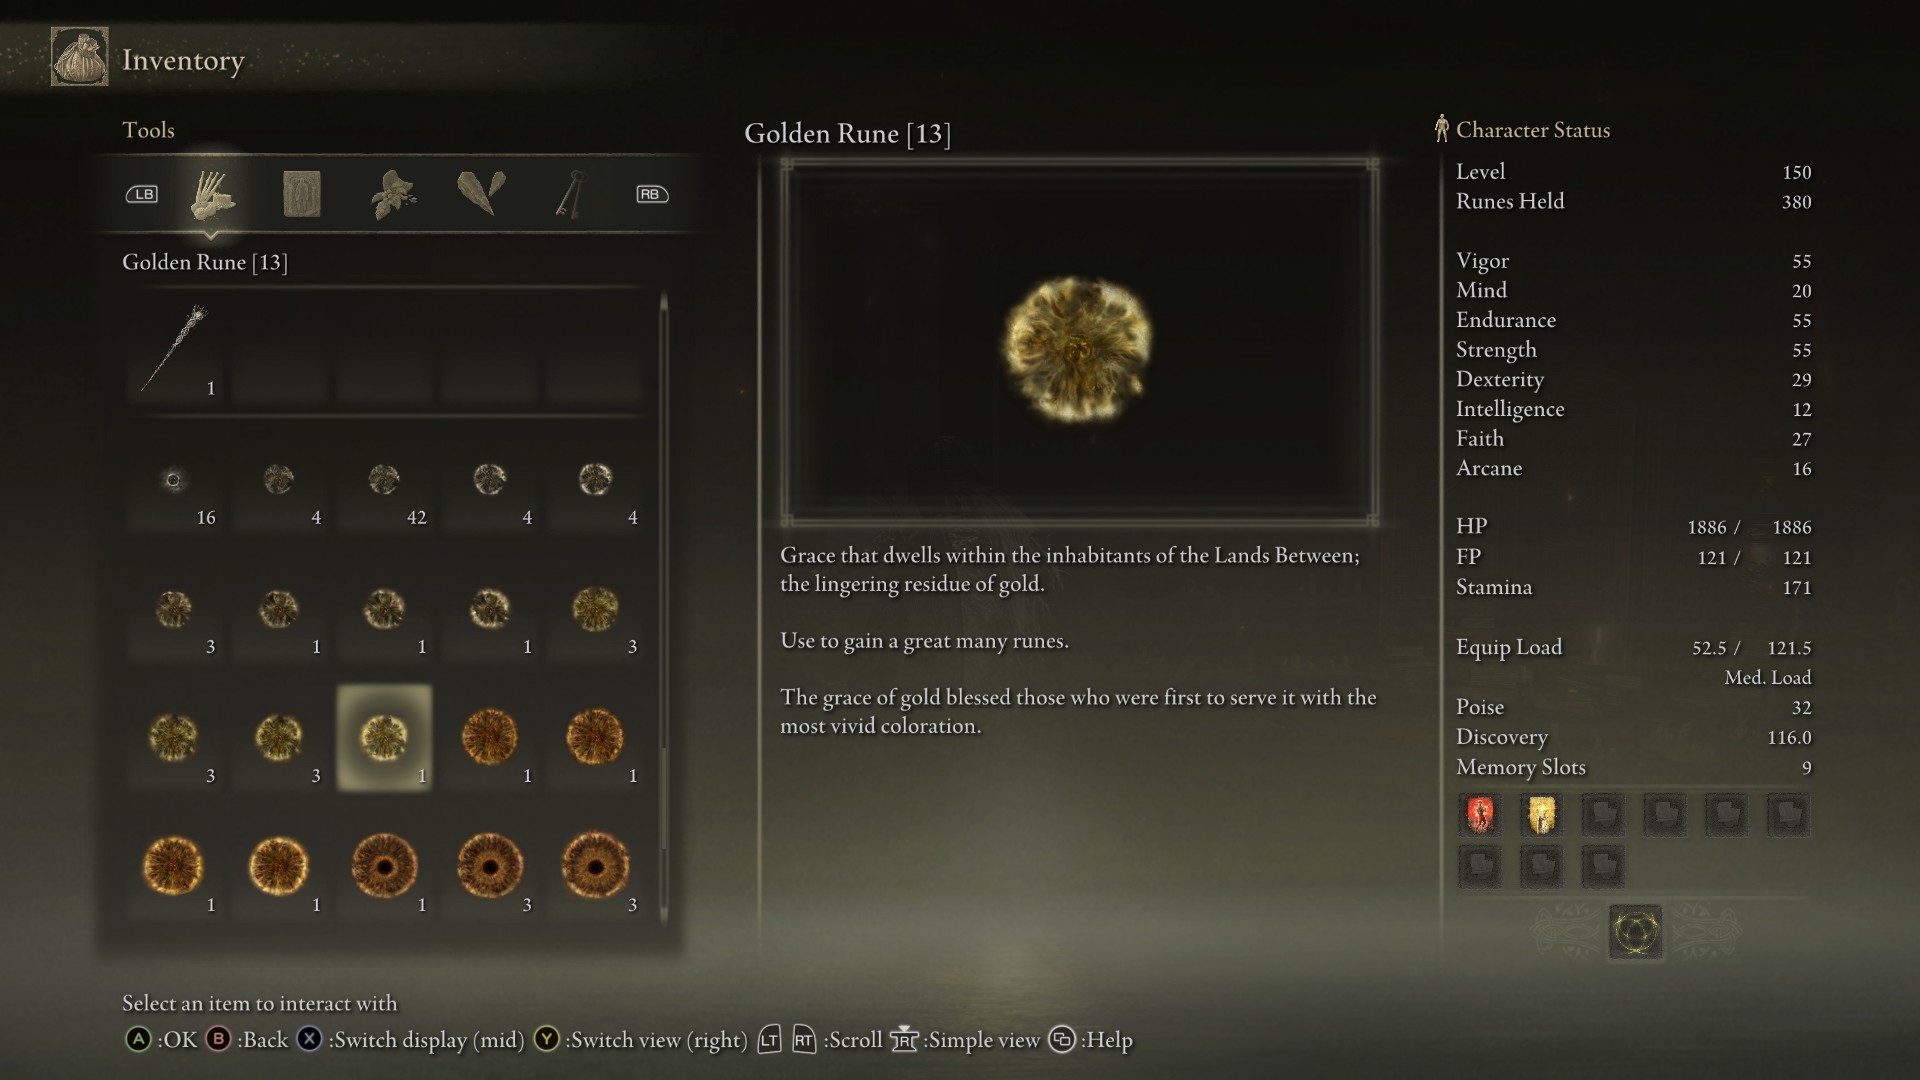 Inventory
Tools
LB
RB
Golden Rune [13]
1
16 4 42 4 4
3 1 1 1 3
3 3 1 1 1
1 1 1 3 3
Golden Rune [13]
Grace that dwells within the inhabitants of the Lands Between;
the lingering residue of gold.
Use to gain a great many runes.
The grace of gold blessed those who were first to serve it with the
most vivid coloration.
Character Status
Level 150
Runes Held 380
Vigor 55
Mind 20
Endurance 55
Strength 55
Dexterity 29
Intelligence 12
Faith 27
Arcane 16
HP 1886 / 1886
FP 121 / 121
Stamina 171
Equip Load 52.5 / 121.5
Med. Load
Poise 32
Discovery 116.0
Memory Slots 9
Select an item to interact with
A :OK B :Back X :Switch display (mid) Y :Switch view (right) LT RT :Scroll R :Simple view :Help